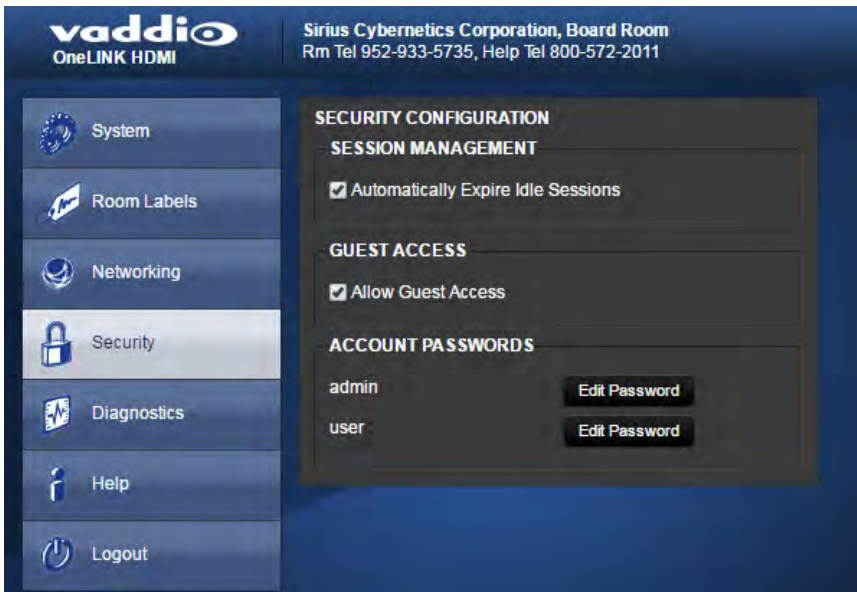 vaddio
OneLINK HDMI
Sirius Cybernetics Corporation, Board Room
Rm Tel 952-933-5735, Help Tel 800-572-2011
System
Room Labels
Networking
Security
Diagnostics
Help
Logout
SECURITY CONFIGURATION
SESSION MANAGEMENT
Automatically Expire Idle Sessions
GUEST ACCESS
Allow Guest Access
ACCOUNT PASSWORDS
admin Edit Password
user Edit Password